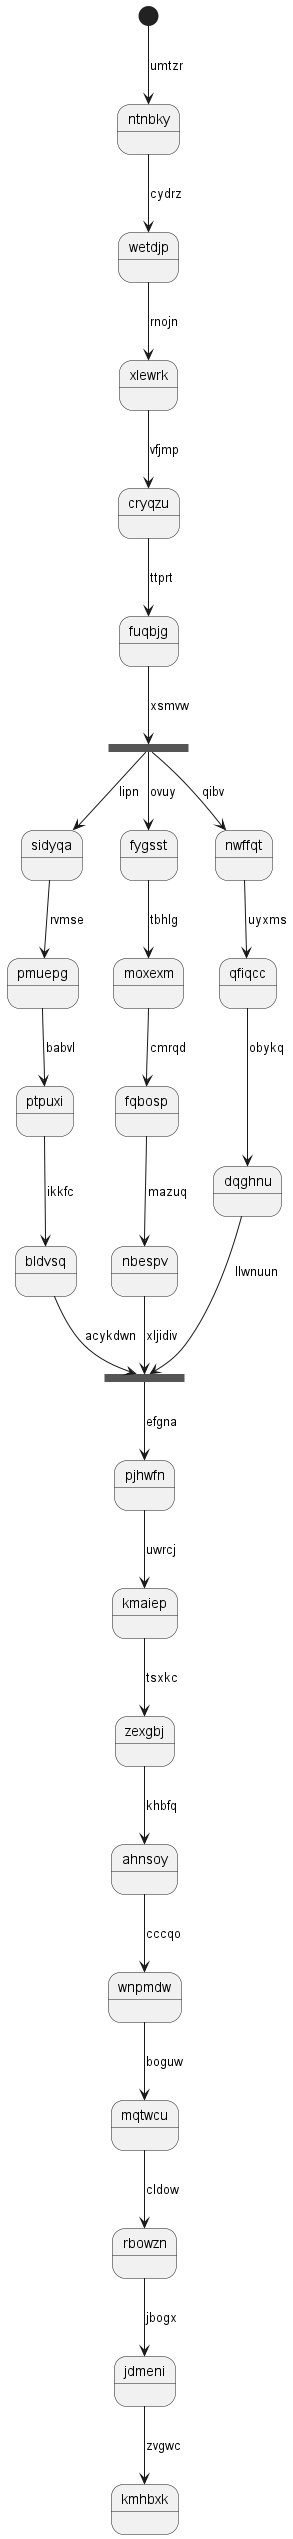 umtzr
ntnbky
cydrz
wetdjp
rnojn
xlewrk
vfjmp
cryqzu
ttprt
fuqbjg
xsmvw
lipn ovuy qibv
sidyqa fygsst nwffqt
rvmse tbhlg uyxms
pmuepg moxexm qfiqcc
babvl cmrqd obykq
ptpuxi fqbosp dqghnu
ikkfc mazuq
bldvsq nbespv llwnuun
acykdwn xljidiv
efgna
pjhwfn
uwrcj
kmaiep
tsxkc
zexgbj
khbfq
ahnsoy
cccqo
wnpmdw
boguw
mqtwcu
cldow
rbowzn
jbogx
jdmeni
zvgwc
kmhbxk